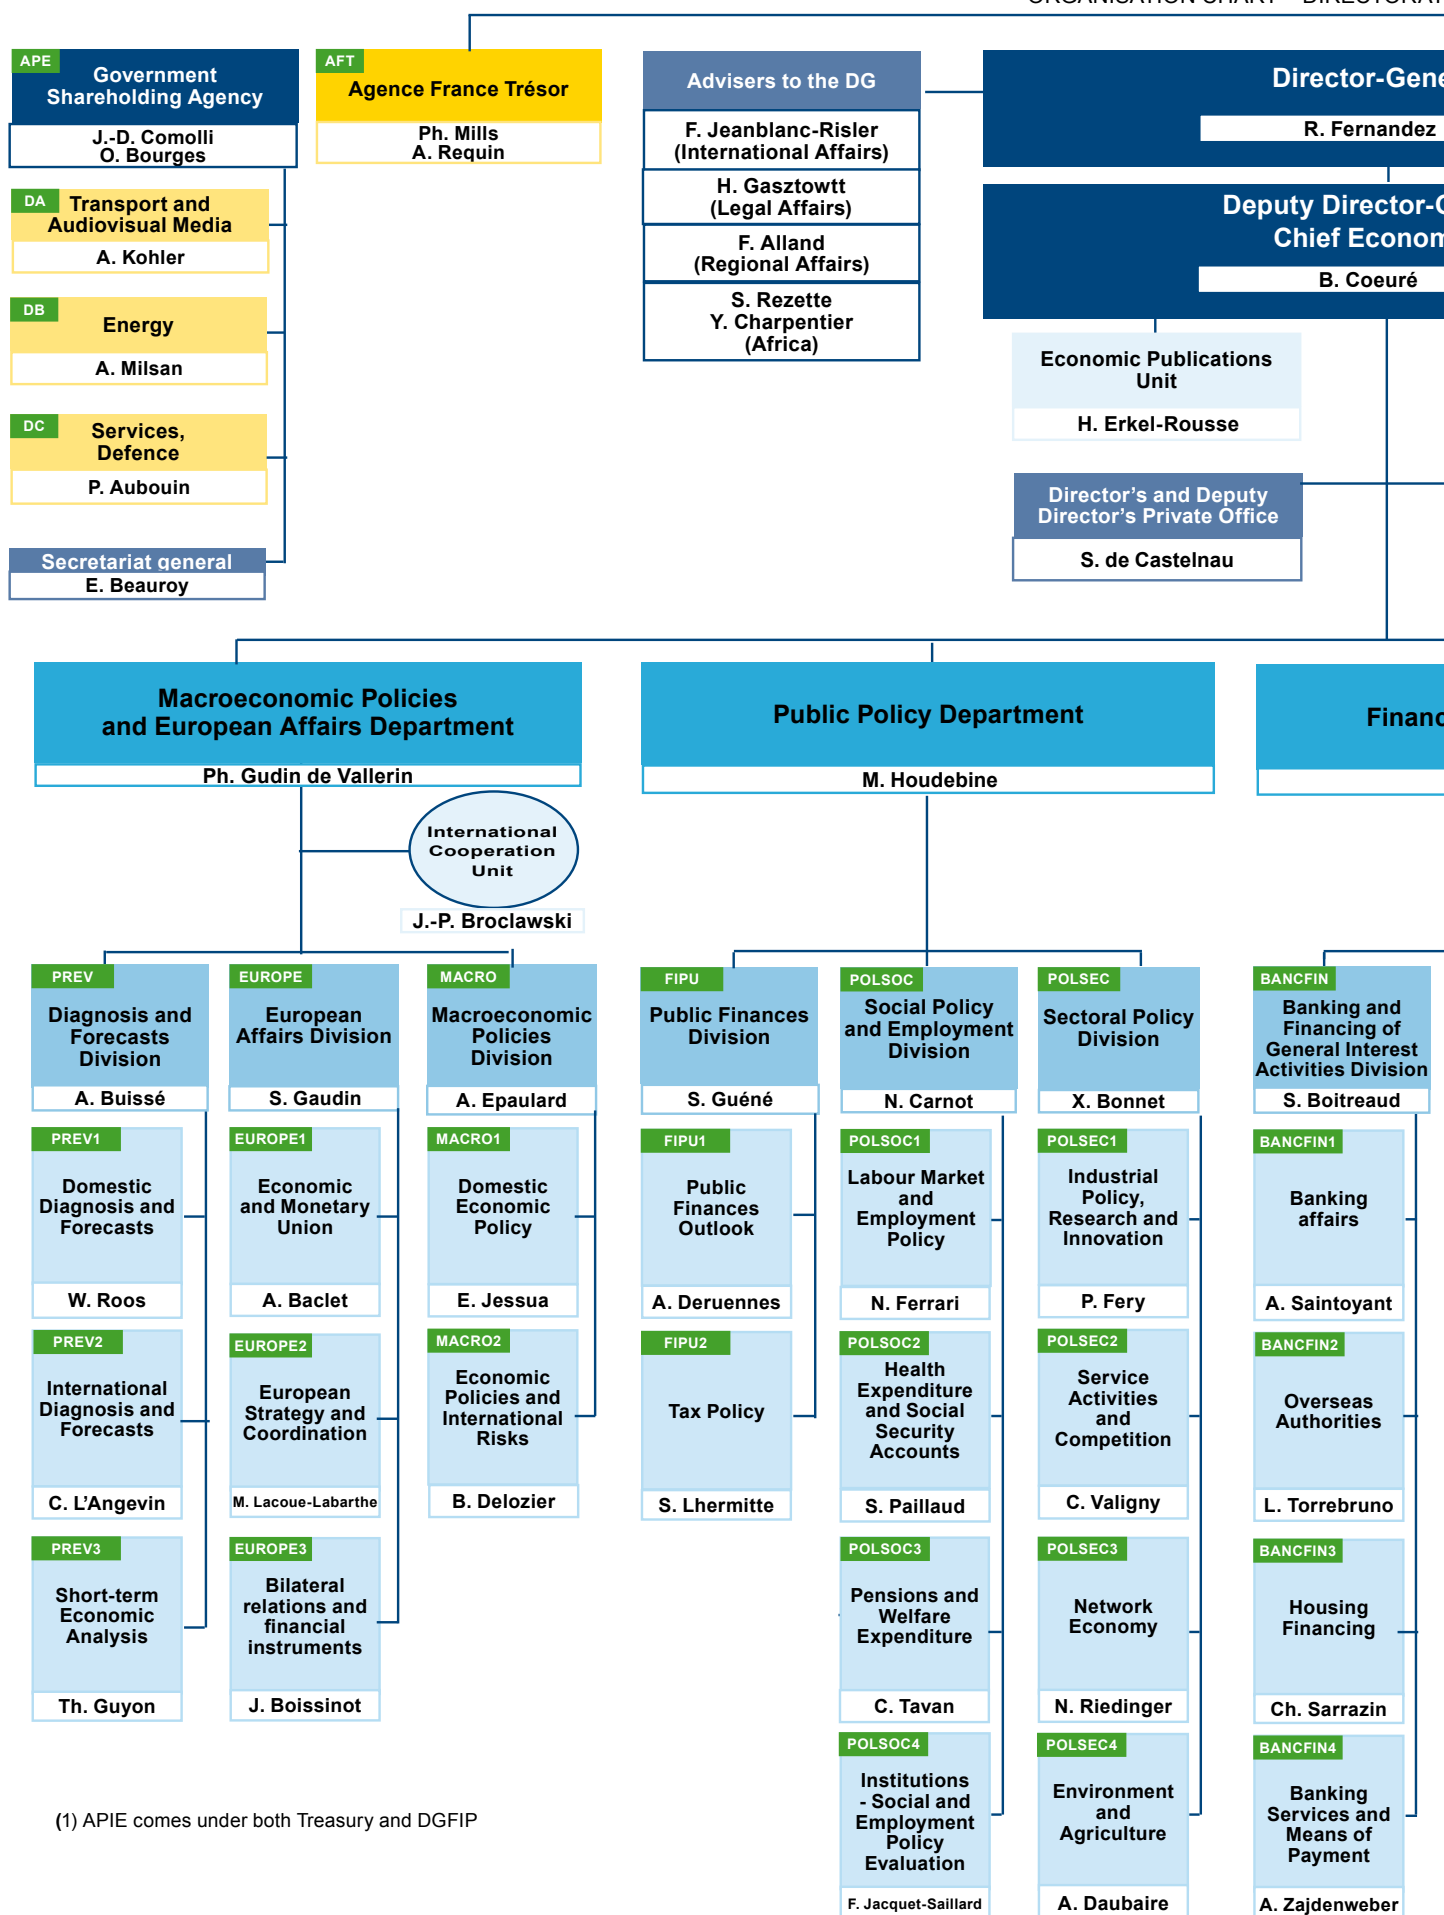 APE
Government
Shareholding Agency
J.-D. Comolli
O. Bourges
DA
Transport and
Audiovisual Media
A. Kohler
DB
Energy
A. Milsan
DC
Services,
Defence
P. Aubouin
Secretariat general
E. Beauroy
AFT
Agence France Trésor
Ph. Mills
A. Requin
Advisers to the DG
F. Jeanblanc-Risler
(International Affairs)
H. Gasztowtt
(Legal Affairs)
F. Alland
(Regional Affairs)
S. Rezette
Y. Charpentier
(Africa)
R. Fernandez
Deputy
Chief
B. Coeuré
Economic Publications
Unit
H. Erkel-Rousse
Director's and Deputy
Director's Private Office
S. de Castelnau
Macroeconomic Policies
and European Affairs Department
Ph. Gudin de Vallerin
International
Cooperation
Unit
J.-P. Broclawski
PREV
Diagnosis and
Forecasts
Division
A. Buissé
PREV1
Domestic
Diagnosis and
Forecasts
W. Roos
PREV2
International
Diagnosis and
Forecasts
C. L'Angevin
PREV3
Short-term
Economic
Analysis
Th. Guyon
EUROPE
European
Affairs Division
S. Gaudin
EUROPE1
Economic
and Monetary
Union
A. Baclet
EUROPE2
European
Strategy and
Coordination
M. Lacoue-Labarthe
EUROPE3
Bilateral
relations and
financial
instruments
J. Boissinot
MACRO
Macroeconomic
Policies
Division
A. Epaulard
MACRO1
Domestic
Economic
Policy
E. Jessua
MACRO2
Economic
Policies and
International
Risks
B. Delozier
Public Policy Department
M. Houdebine
FIPU
Public Finances
Division
S. Guéné
FIPU1
Public
Finances
Outlook
A. Deruennes
FIPU2
Tax Policy
S. Lhermitte
POLSOC
Social Policy
and Employment
Division
N. Carnot
POLSOC1
Labour Market
and
Employment
Policy
N. Ferrari
POLSOC2
Health
Expenditure
and Social
Security
Accounts
S. Paillaud
POLSOC3
Pensions and
Welfare
Expenditure
C. Tavan
POLSOC4
Institutions
- Social and
Employment
Policy
Evaluation
F. Jacquet-Saillard
POLSEC
Sectoral Policy
Division
X. Bonnet
POLSEC1
Industrial
Policy,
Research and
Innovation
P. Fery
POLSEC2
Service
Activities
and
Competition
C. Valigny
POLSEC3
Network
Economy
N. Riedinger
POLSEC4
Environment
and
Agriculture
A. Daubaire
BANCFIN
Banking and
Financing of
General Interest
Activities Division
S. Boitreaud
BANCFIN1
Banking
affairs
A. Saintoyant
BANCFIN2
Overseas
Authorities
L. Torrebruno
BANCFIN3
Housing
Financing
Ch. Sarrazin
BANCFIN4
Banking
Services and
Means of
Payment
A. Zajdenweber
(1) APIE comes under both Treasury and DGFIP